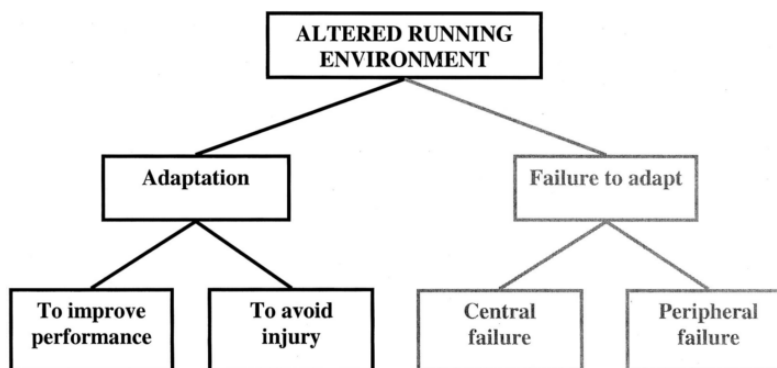 ALTERED RUNNING
ENVIRONMENT
Adaptation
Failure to adapt
To improve
performance
To avoid
injury
Central
failure
Peripheral
failure